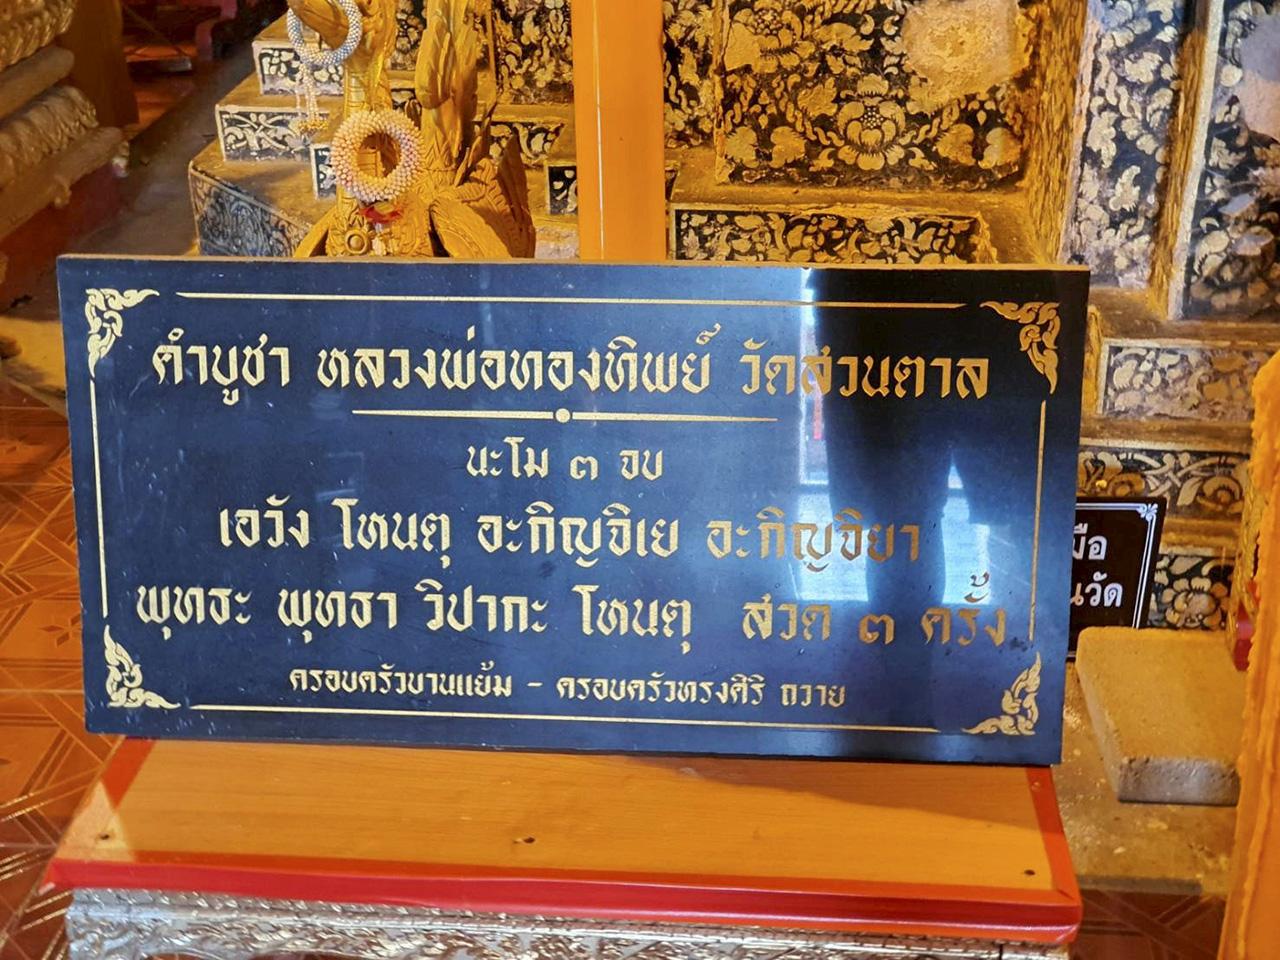 คำบูชา หลวงพ่อทองทิพย์ วัดสวนตาล
นะโม ๓ จบ
เอวัง โหนตุ อะกิญจิเย อะกิญจิยา
พุทธะ พุทธา วิปากะ โหนตุ สวด ๓ ครั้ง
ครอบครัวบานแย้ม - ครอบครัวทรงศิริ ถวาย